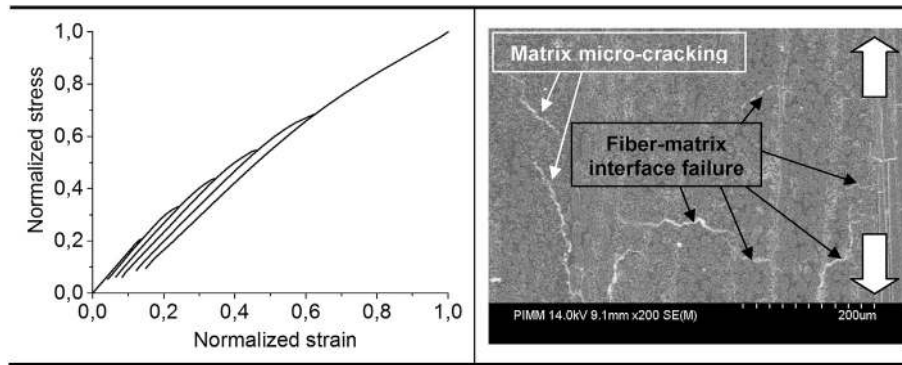 1,0
0,8
0,6
0,4
0,2
0,0
Normalized stress
0,0 0,2 0,4 0,6 0,8 1,0
Normalized strain
Matrix micro-cracking
Fiber-matrix
interface failure
PIMM 14.0kV 9.1mm x200 SE(M) 200um